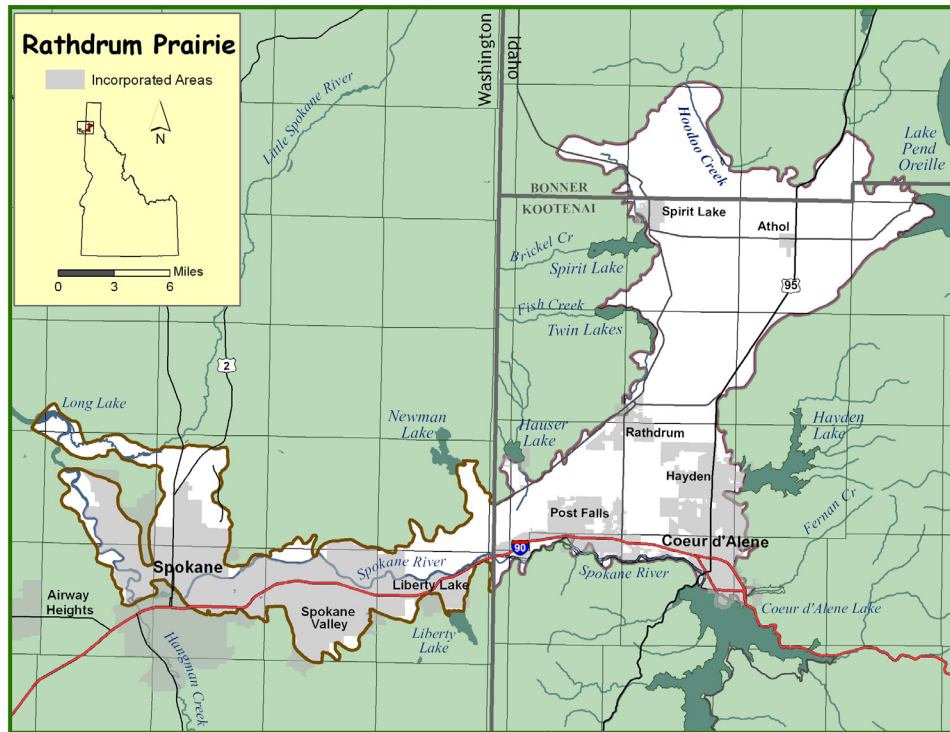 Rathdrum Prairie
Incorporated Areas
N
Miles
0 3 6
Washington
Idaho
Little Spokane River
Hoodoo Creek
Lake
Pend
Oreille
BONNER
KOOTENAI
Spirit Lake
Athol
Brickel Cr
Spirit Lake
95
Fish Creek
Twin Lakes
2
Long Lake
Newman
Lake
Hauser
Lake
Rathdrum
Hayden
Lake
Hayden
Fernan Cr
Post Falls
Coeur d'Alene
90
Spokane
Spokane River
Spokane River
Liberty Lake
Airway
Heights
Spokane
Valley
Coeur d'Alene Lake
Liberty
Lake
Hangman Creek